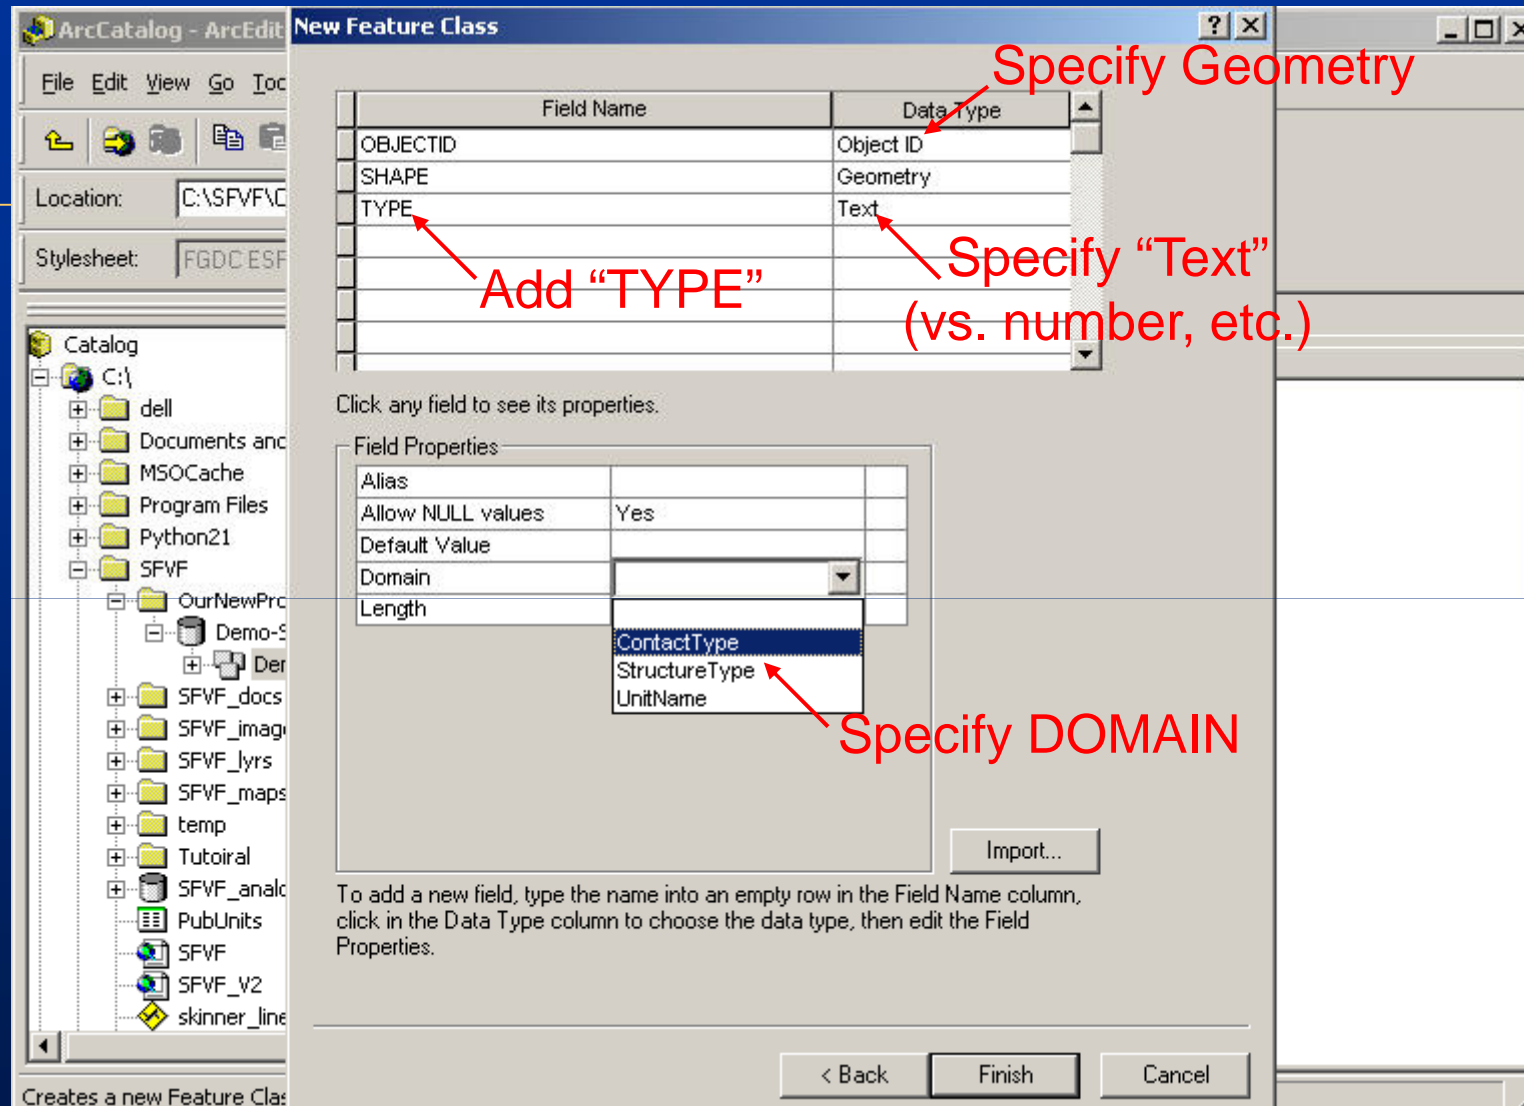 ArcCatalog - ArcEdit
New Feature Class
Specify Geometry
File Edit View Go Toc
Field Name Data Type
OBJECTID Object ID
SHAPE Geometry
TYPE Text
Location: C:\SFVF\C
Stylesheet: FGDC ESF
Add “TYPE”
Specify “Text”
(vs. number, etc.)
Catalog
C:\
dell
Documents and
MSOCache
Program Files
Python21
SFVF
OurNewPro
Demo-S
Der
SFVF_docs
SFVF_imag
SFVF_lyrs
SFVF_maps
temp
Tutoiral
SFVF_analo
PubUnits
SFVF
SFVF_V2
skinner_line
Click any field to see its properties.
Field Properties
Alias
Allow NULL values Yes
Default Value
Domain
Length
ContactType
StructureType
UnitName
Specify DOMAIN
Import...
To add a new field, type the name into an empty row in the Field Name column,
click in the Data Type column to choose the data type, then edit the Field
Properties.
< Back Finish Cancel
Creates a new Feature Clas